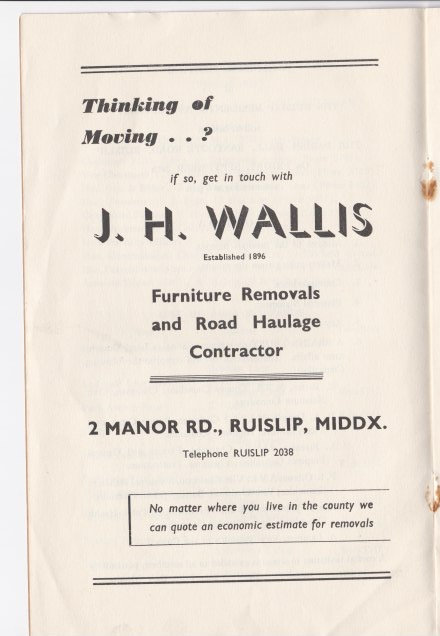 Thinking of
Moving . . ?
if so, get in touch with
J. H. WALLIS
Established 1896
Furniture Removals
and Road Haulage
Contractor
2 MANOR RD., RUISLIP, MIDDX.
Telephone RUISLIP 2038
No matter where you live in the county we
can quote an economic estimate for removals